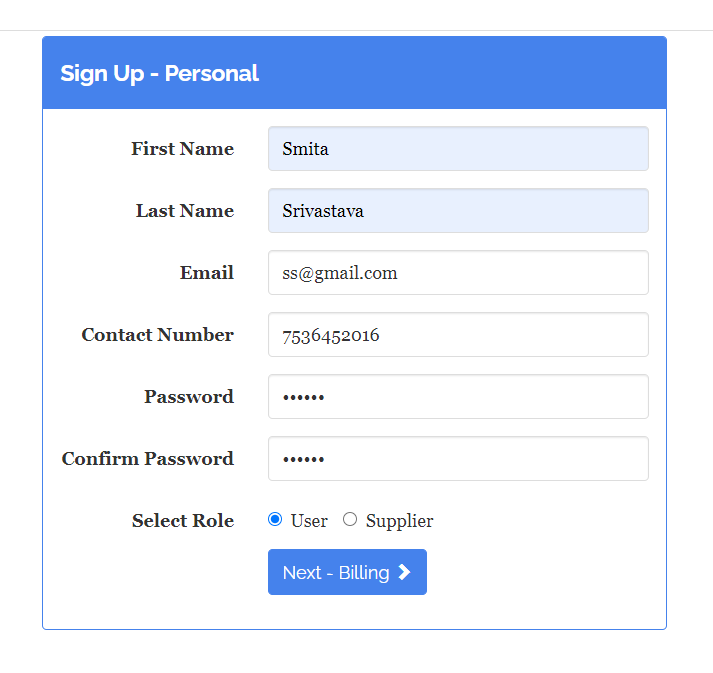 Sign Up - Personal
First Name Smita
Last Name Srivastava
Email ss@gmail.com
Contact Number 7536452016
Password ••••••
Confirm Password ••••••
Select Role User Supplier
Next - Billing